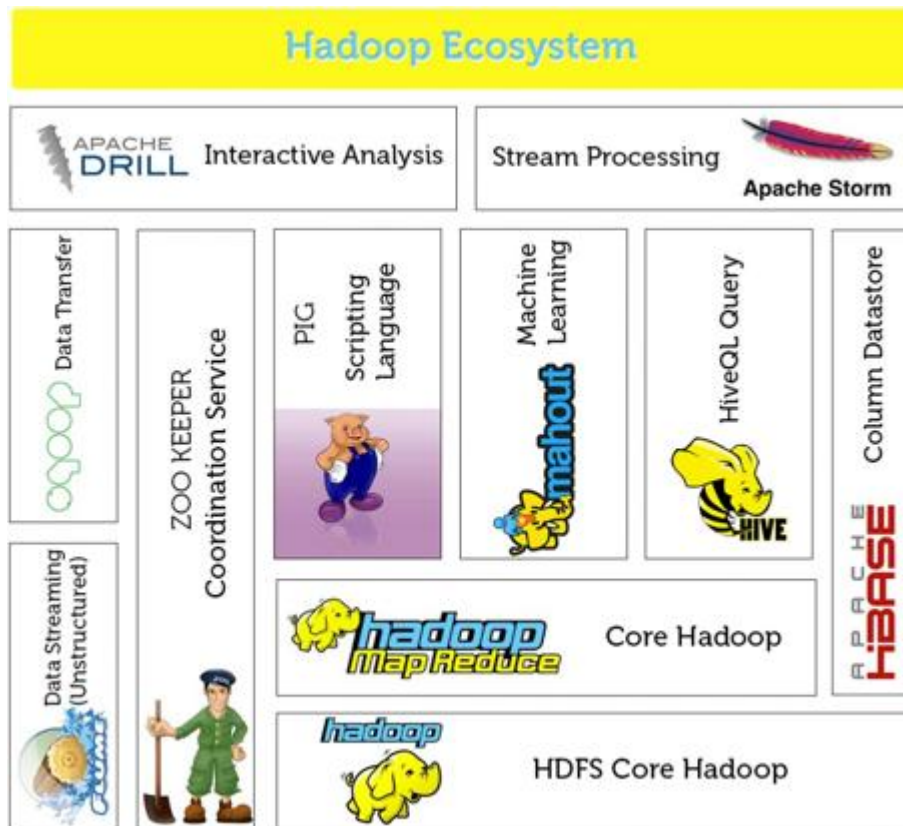 Hadoop Ecosystem
APACHE
DRILL
Interactive Analysis
Stream Processing
Apache Storm
sqoop
Data Transfer
ZOO KEEPER
Coordination Service
PIG
Scripting
Language
Machine
Learning
mahout
HiveQL Query
HIVE
Column Datastore
APACHE
HBASE
Data Streaming
(Unstructured)
flume
hadoop
Map Reduce
Core Hadoop
hadoop
HDFS Core Hadoop